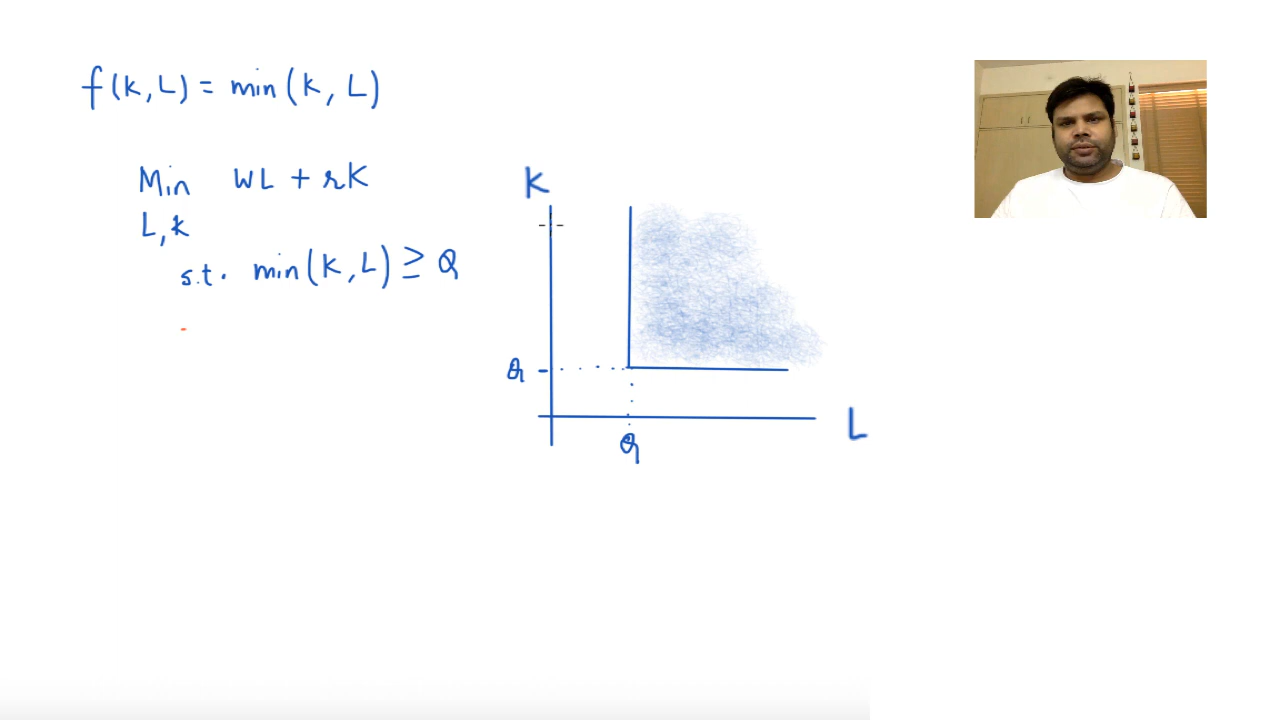 f(K, L) = min(K, L)
Min WL + rK
L, K
s.t. min(K, L) ≥ Q
K
Q
L
Q